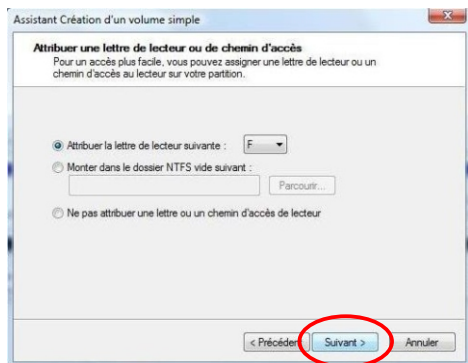 Assistant Création d'un volume simple
Attribuer une lettre de lecteur ou de chemin d'accès
Pour un accès plus facile, vous pouvez assigner une lettre de lecteur ou un
chemin d'accès au lecteur sur votre partition.
Attribuer la lettre de lecteur suivante : F
Monter dans le dossier NTFS vide suivant :
Parcourir...
Ne pas attribuer une lettre ou un chemin d'accès de lecteur
< Précédent Suivant > Annuler